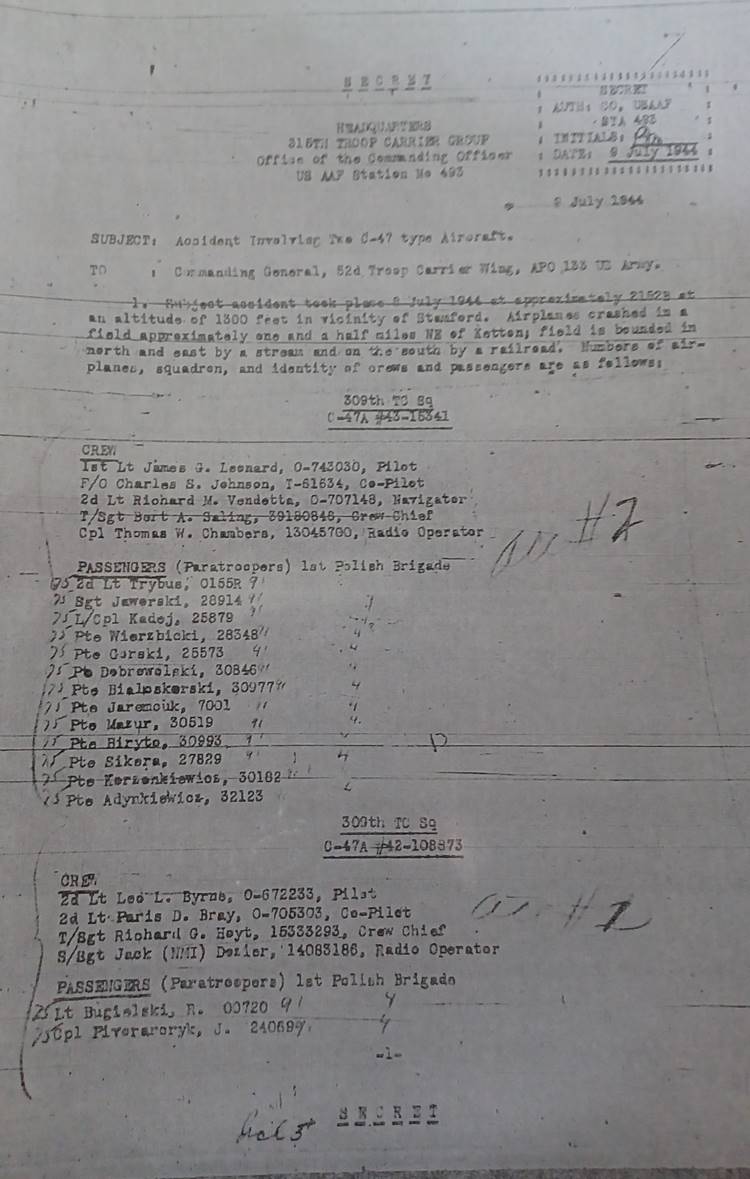 SECRET
SECRET
AUTH: CO, USAAF
STA 493
INITIALS:
DATE: 9 July 1944
HEADQUARTERS
315TH TROOP CARRIER GROUP
Office of the Commanding Officer
US AAF Station No 493
9 July 1944
SUBJECT: Accident Involving Two C-47 type Aircraft.
TO : Commanding General, 52d Troop Carrier Wing, APO 133 US Army.
1. Subject accident took place 8 July 1944 at approximately 2152B at
an altitude of 1300 feet in vicinity of Stamford. Airplanes crashed in a
field approximately one and a half miles NE of Ketton; field is bounded in
north and east by a stream and on the south by a railroad. Numbers of air-
planes, squadron, and identity of crews and passengers are as follows:
309th TC Sq
C-47A #43-15341
CREW
1st Lt James G. Leonard, O-743030, Pilot
F/O Charles S. Johnson, T-61634, Co-Pilot
2d Lt Richard M. Vendetta, O-707148, Navigator
T/Sgt Bert A. Saling, 39180848, Crew Chief
Cpl Thomas W. Chambers, 13045700, Radio Operator
#2
PASSENGERS (Paratroopers) 1st Polish Brigade
2d Lt Trybus, 0155R
Sgt Jaworski, 28914
L/Cpl Kadej, 25879
Pte Wierzbicki, 28348
Pte Gorski, 25573
Pte Dobrowolski, 30846
Pte Bialoskorski, 30977
Pte Jaremczuk, 7001
Pte Mazur, 30519
Pte Biryto, 30993
Pte Sikora, 27829
Pte Korzenkiewicz, 30182
Pte Adynkiewicz, 32123
309th TC Sq
C-47A #42-108873
CREW
2d Lt Leo L. Byrne, O-672233, Pilot
2d Lt Paris D. Bray, O-705303, Co-Pilot
T/Sgt Richard G. Hoyt, 15333293, Crew Chief
S/Sgt Jack (NMI) Dozier, 14083186, Radio Operator
#1
PASSENGERS (Paratroopers) 1st Polish Brigade
Lt Bugielski, R. 00720
Cpl Pivoraroryk, J. 24069
-1-
SECRET